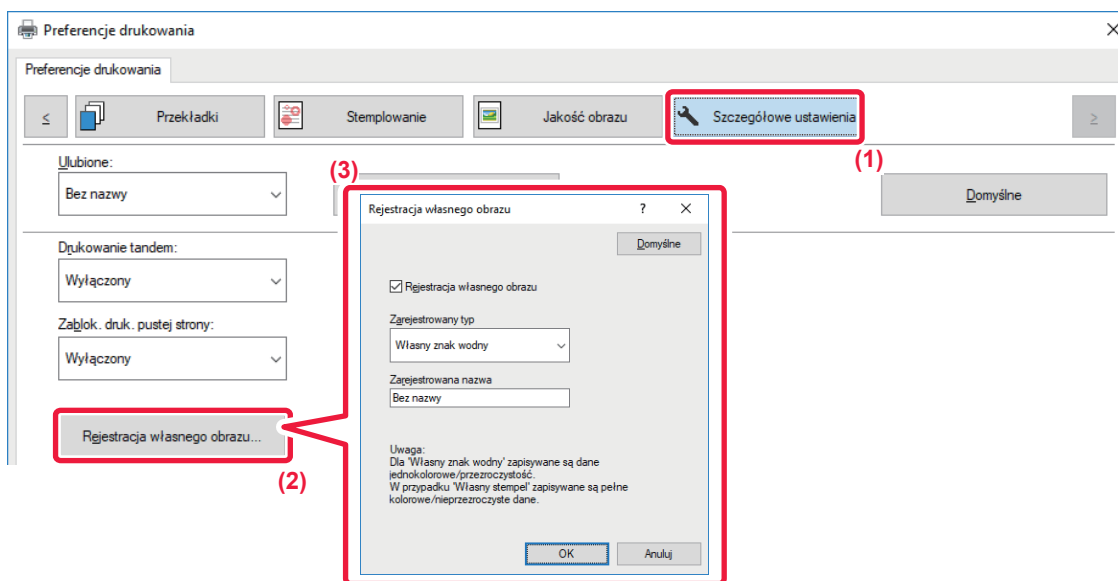 Preferencje drukowania
Preferencje drukowania
<
Przekładki
Stemplowanie
Jakość obrazu
Szczegółowe ustawienia
>
(1)
Ulubione:
Bez nazwy
Domyślne
(3)
Rejestracja własnego obrazu
?
Domyślne
Rejestracja własnego obrazu
Zarejestrowany typ
Własny znak wodny
Zarejestrowana nazwa
Bez nazwy
Uwaga:
Dla 'Własny znak wodny' zapisywane są dane
jednokolorowe/przezroczystość.
W przypadku 'Własny stempel' zapisywane są pełne
kolorowe/nieprzezroczyste dane.
OK
Anuluj
Drukowanie tandem:
Wyłączony
Zablok. druk. pustej strony:
Wyłączony
Rejestracja własnego obrazu...
(2)